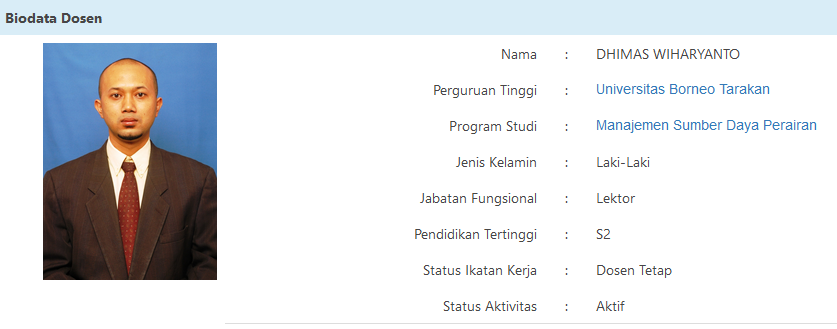 Biodata Dosen
Nama : DHIMAS WIHARYANTO
Perguruan Tinggi : Universitas Borneo Tarakan
Program Studi : Manajemen Sumber Daya Perairan
Jenis Kelamin : Laki-Laki
Jabatan Fungsional : Lektor
Pendidikan Tertinggi : S2
Status Ikatan Kerja : Dosen Tetap
Status Aktivitas : Aktif